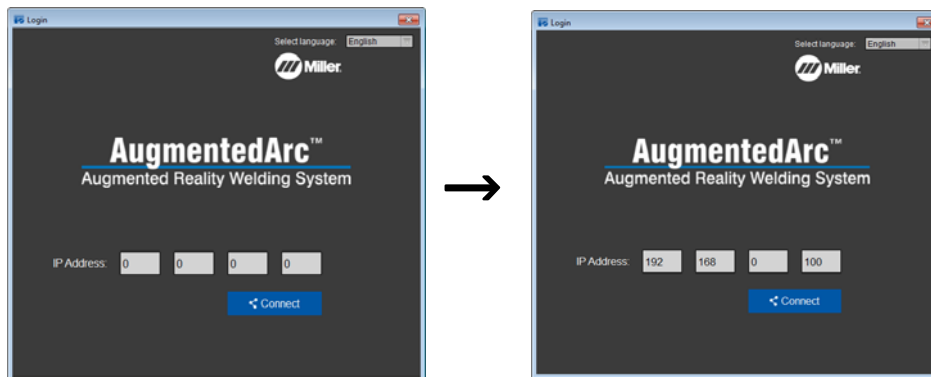 Login
Select language: English
Miller.
AugmentedArc™
Augmented Reality Welding System
IP Address: 0 0 0 0
Connect
Login
Select language: English
Miller.
AugmentedArc™
Augmented Reality Welding System
IP Address: 192 168 0 100
Connect